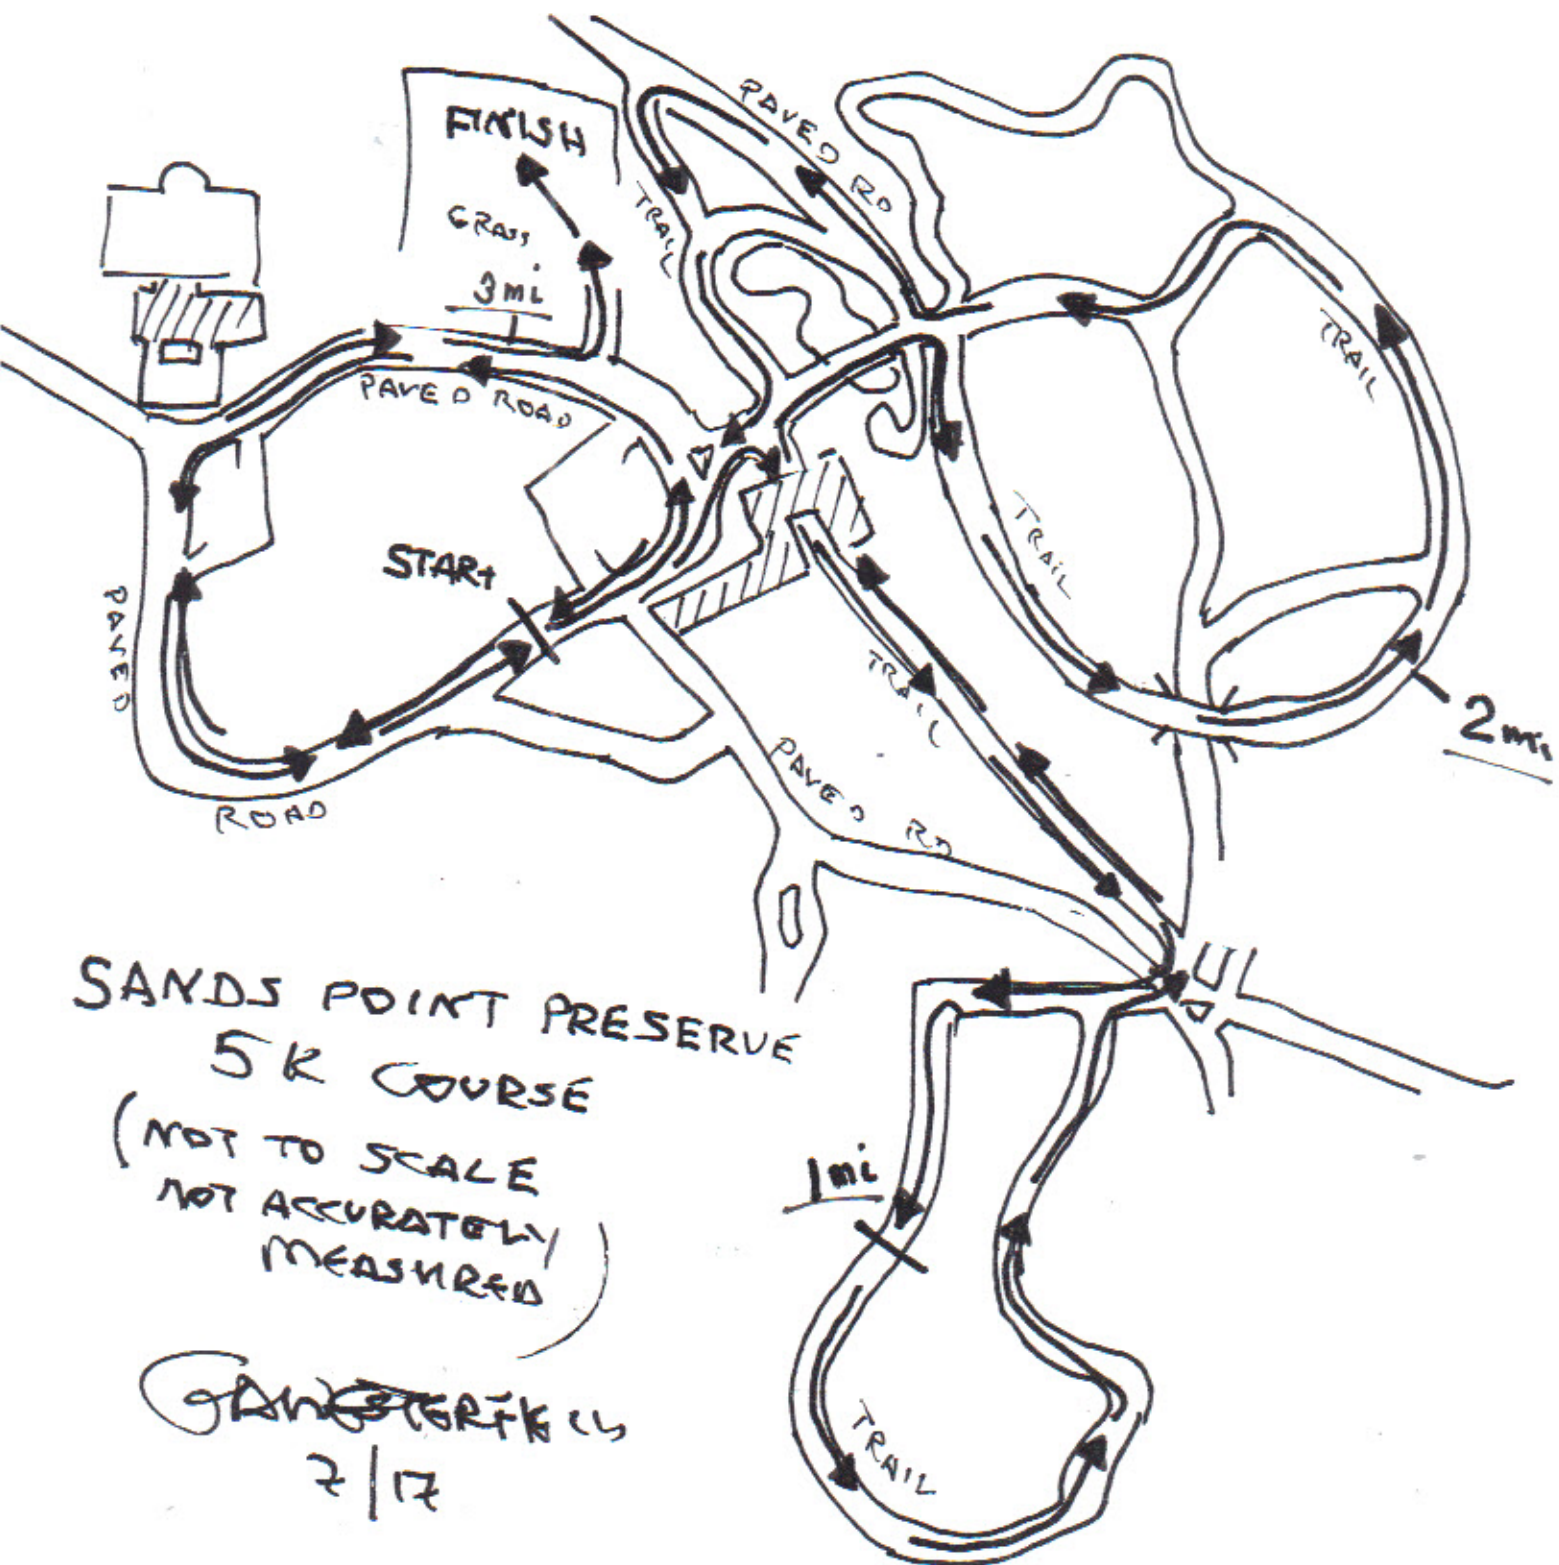 FINISH
PAVED RD
GRASS
TRAIL
3mi
TRAIL
PAVED ROAD
START
TRAIL
PAVED
TRAIL
2mi
PAVED RD
ROAD
SANDS POINT PRESERVE
5K COURSE
(NOT TO SCALE
NOT ACCURATELY
MEASURED)
1mi
TRAIL
7/17